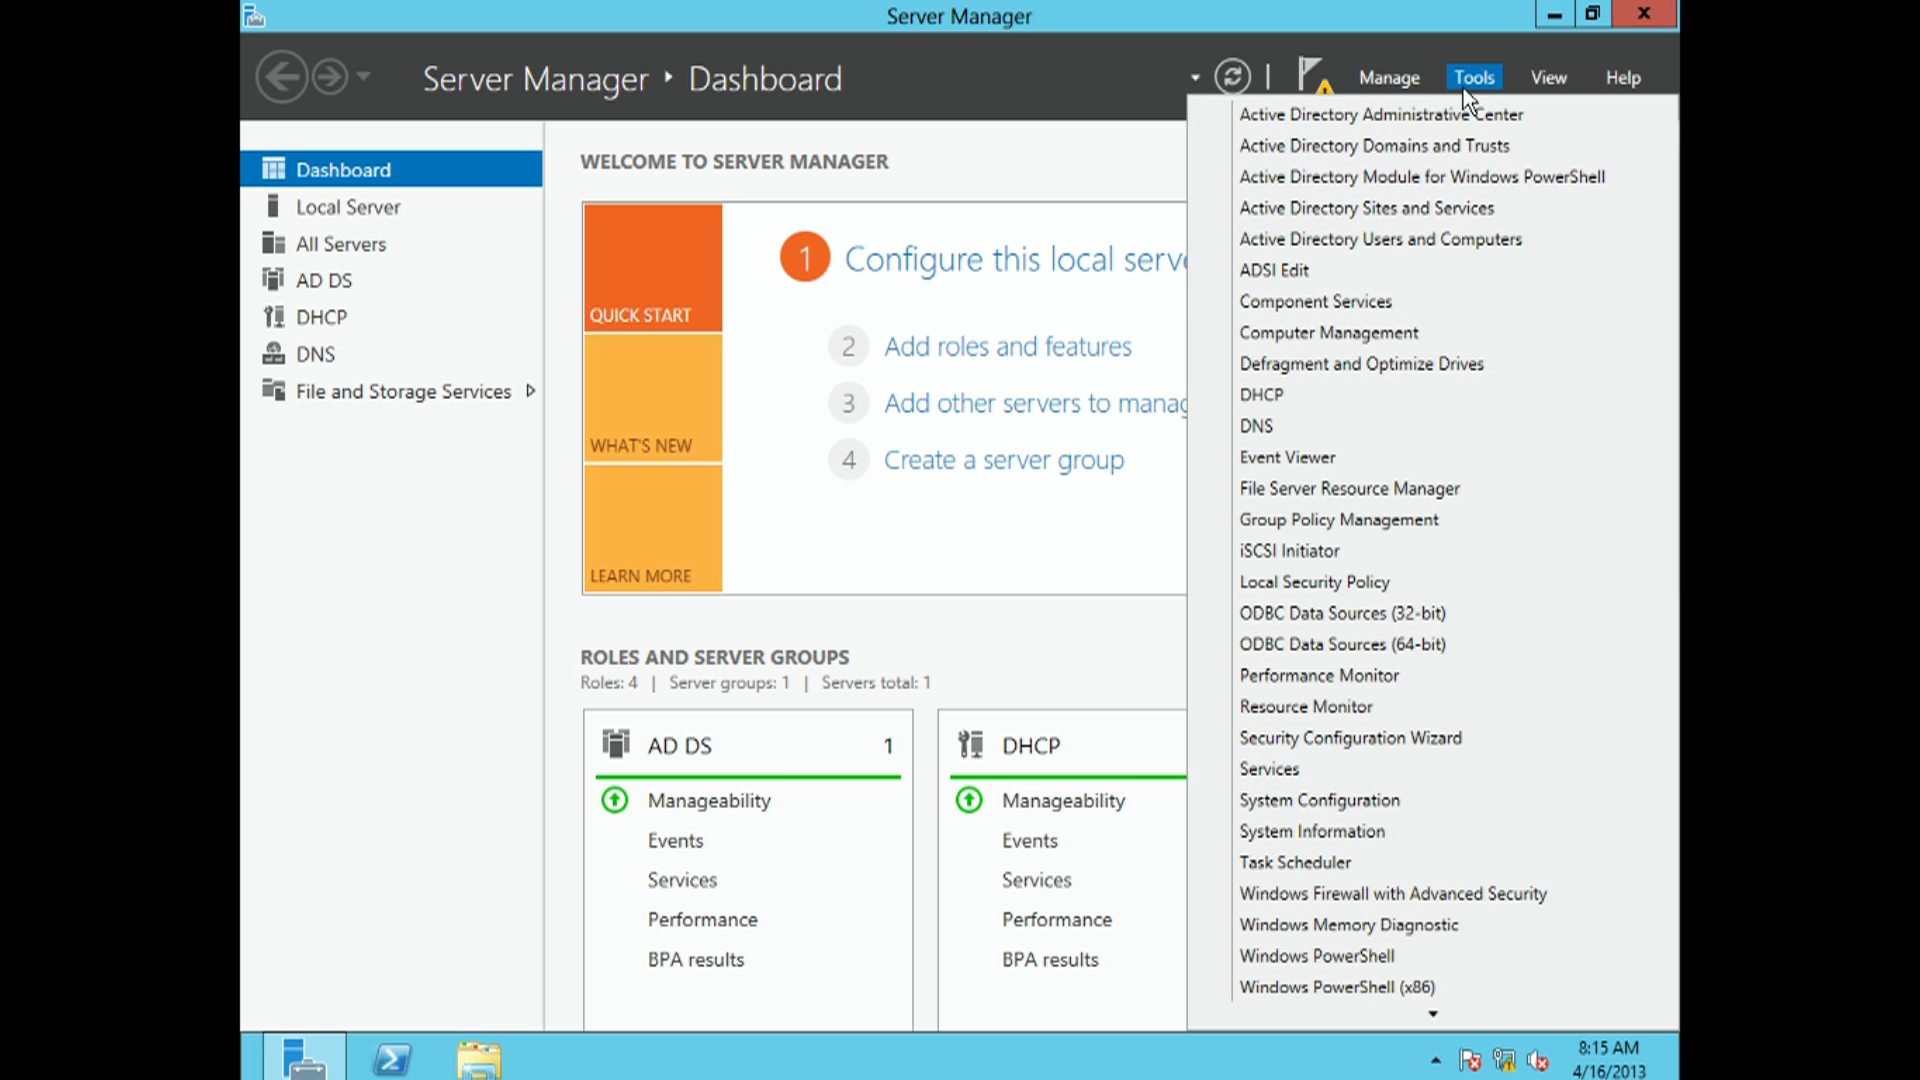 Server Manager
Server Manager ‣ Dashboard
Manage
Tools
View
Help
Dashboard
Local Server
All Servers
AD DS
DHCP
DNS
File and Storage Services
WELCOME TO SERVER MANAGER
QUICK START
WHAT'S NEW
LEARN MORE
1 Configure this local serve
2 Add roles and features
3 Add other servers to manag
4 Create a server group
ROLES AND SERVER GROUPS
Roles: 4 | Server groups: 1 | Servers total: 1
AD DS 1
Manageability
Events
Services
Performance
BPA results
DHCP
Manageability
Events
Services
Performance
BPA results
Active Directory Administrative Center
Active Directory Domains and Trusts
Active Directory Module for Windows PowerShell
Active Directory Sites and Services
Active Directory Users and Computers
ADSI Edit
Component Services
Computer Management
Defragment and Optimize Drives
DHCP
DNS
Event Viewer
File Server Resource Manager
Group Policy Management
iSCSI Initiator
Local Security Policy
ODBC Data Sources (32-bit)
ODBC Data Sources (64-bit)
Performance Monitor
Resource Monitor
Security Configuration Wizard
Services
System Configuration
System Information
Task Scheduler
Windows Firewall with Advanced Security
Windows Memory Diagnostic
Windows PowerShell
Windows PowerShell (x86)
8:15 AM
4/16/2013